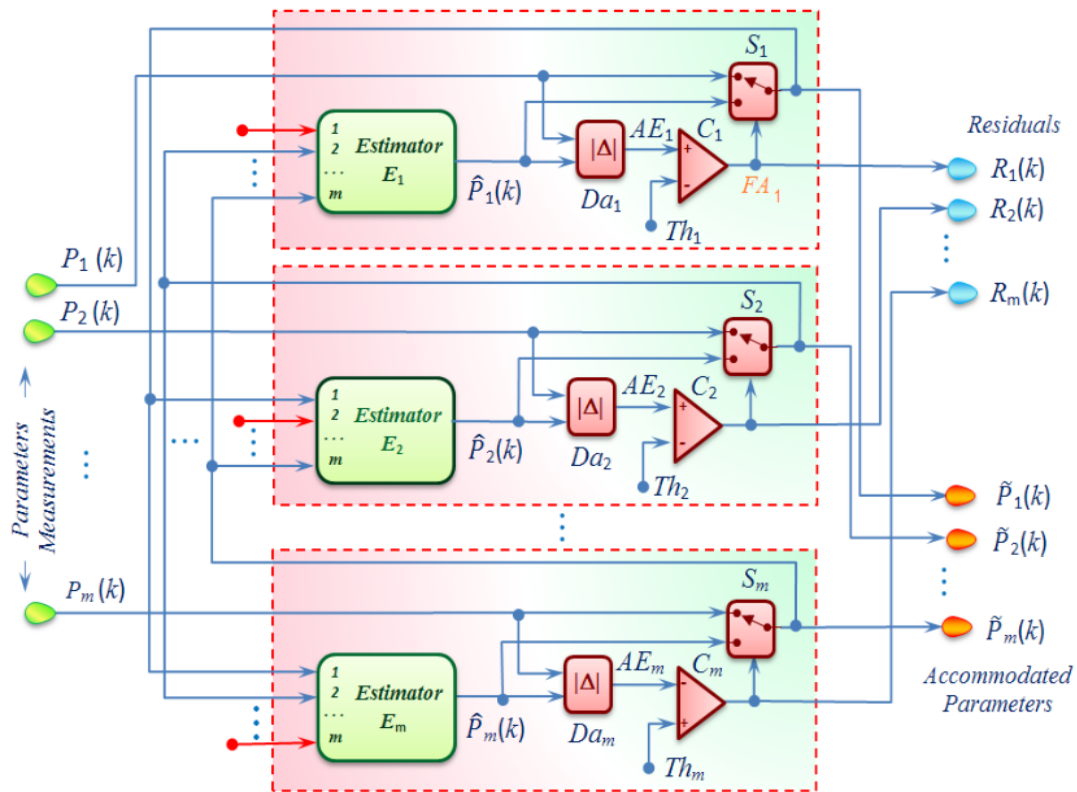 S₁
1
2
...
m
Estimator
E₁
P̂₁(k)
|Δ|
Da₁
AE₁
C₁
+
-
Th₁
FA₁
Residuals
R₁(k)
R₂(k)
Rₘ(k)
P₁(k)
P₂(k)
Parameters
Measurements
Pₘ(k)
S₂
1
2
...
m
Estimator
E₂
P̂₂(k)
|Δ|
Da₂
AE₂
C₂
+
-
Th₂
Sₘ
1
2
...
m
Estimator
Eₘ
P̂ₘ(k)
|Δ|
Daₘ
AEₘ
Cₘ
-
+
Thₘ
P̃₁(k)
P̃₂(k)
P̃ₘ(k)
Accommodated
Parameters